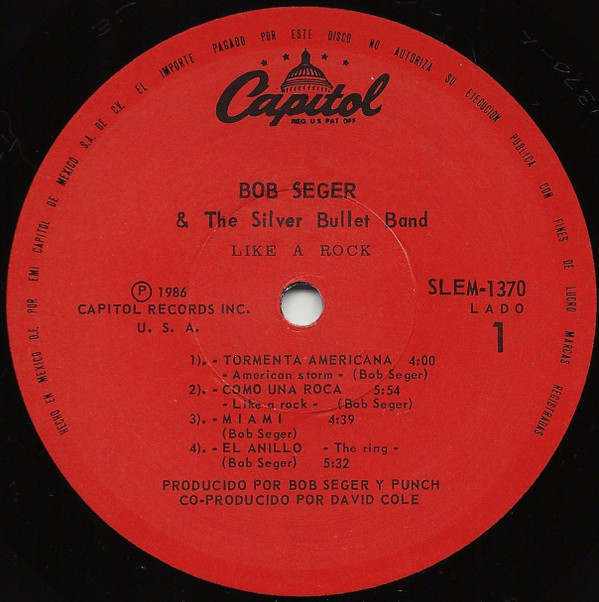 HECHO EN MEXICO D.F. POR EMI CAPITOL DE MEXICO S.A. DE C.V. EL IMPORTE PAGADO POR ESTE DISCO NO AUTORIZA SU EJECUCION PUBLICA CON FINES DE LUCRO MARCAS REGISTRADAS
Capitol
REG. U.S. PAT. OFF.
BOB SEGER
& The Silver Bullet Band
LIKE A ROCK
Ⓟ 1986
CAPITOL RECORDS INC.
U. S. A.
SLEM-1370
LADO
1
1). - TORMENTA AMERICANA 4:00
- American storm - (Bob Seger)
2). - COMO UNA ROCA 5:54
- Like a rock - (Bob Seger)
3). - MIAMI 4:39
(Bob Seger)
4). - EL ANILLO - The ring -
(Bob Seger) 5:32
PRODUCIDO POR BOB SEGER Y PUNCH
CO-PRODUCIDO POR DAVID COLE